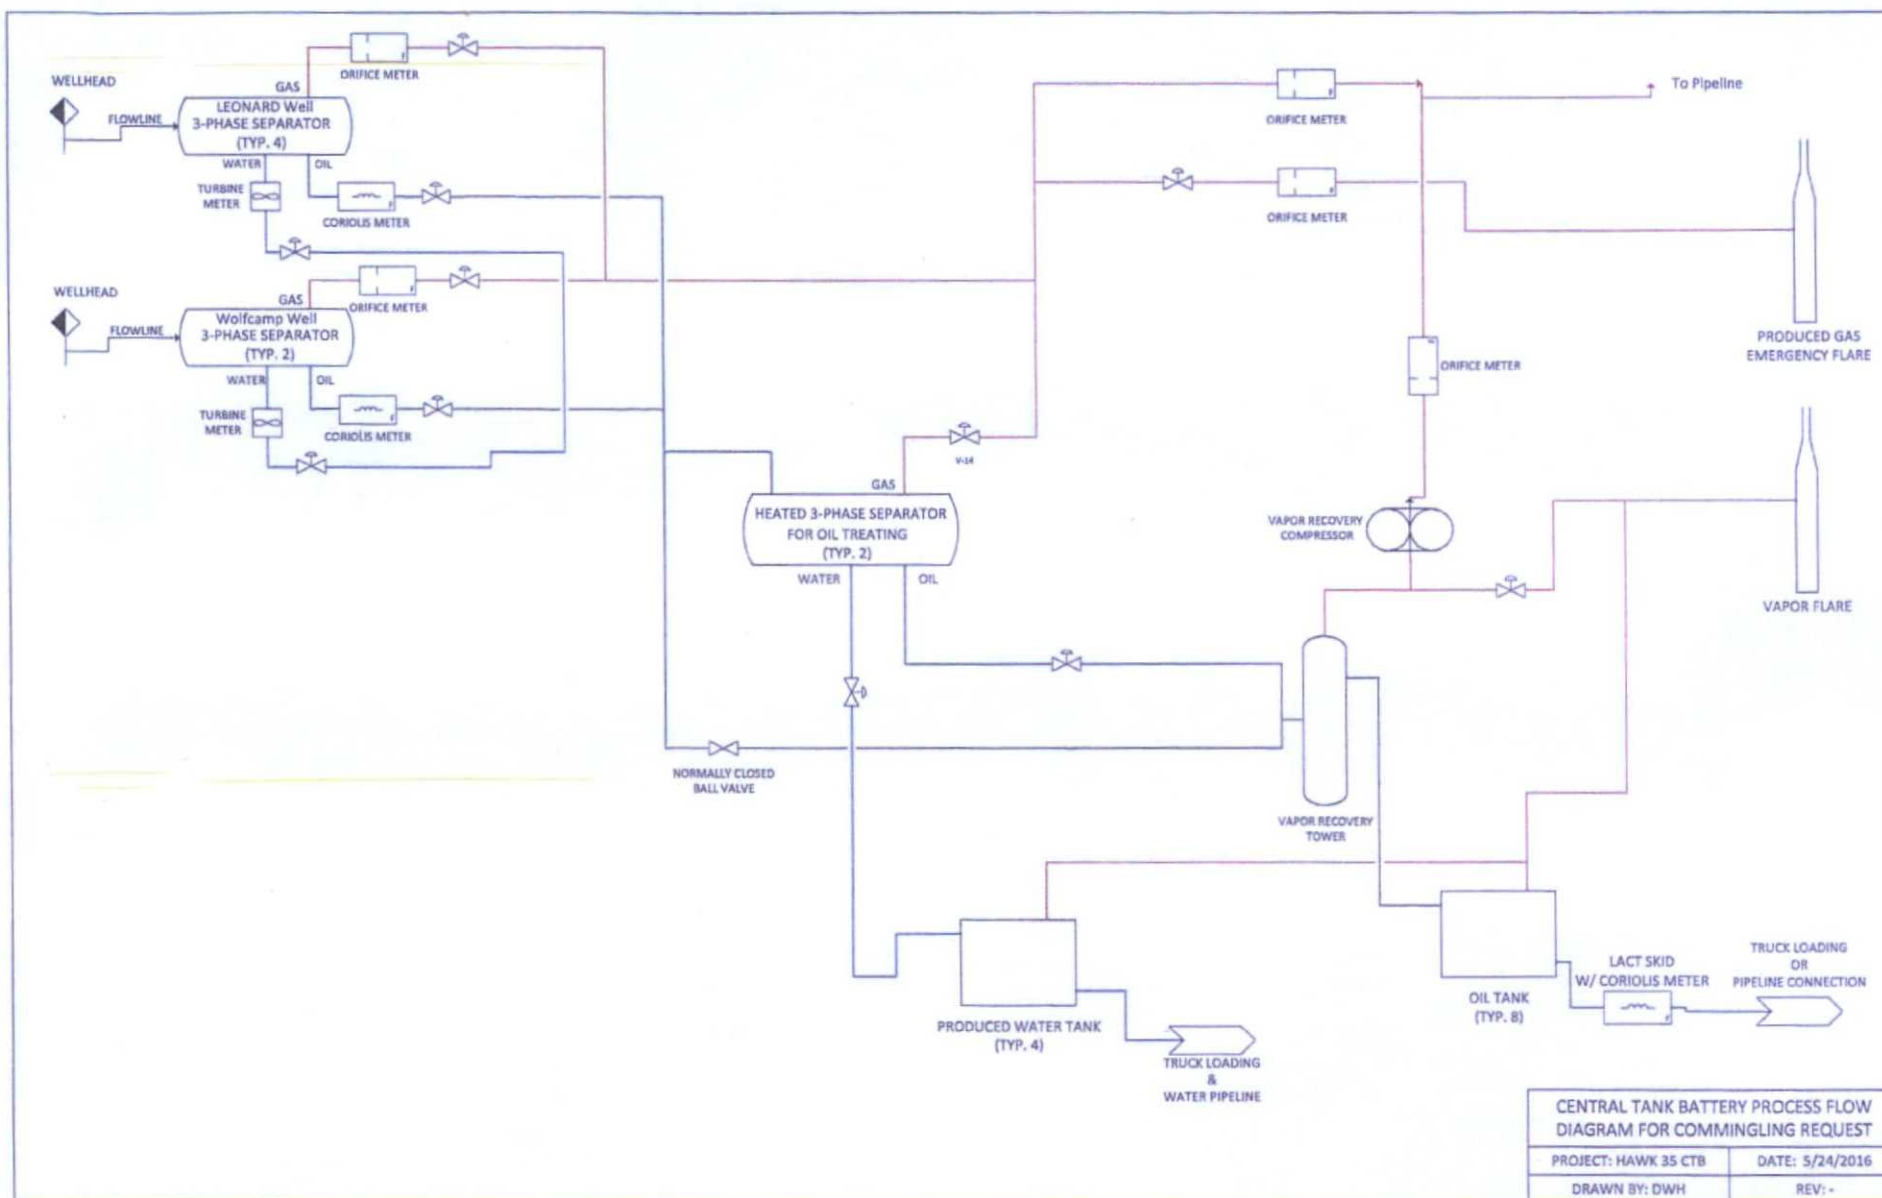 WELLHEAD
FLOWLINE
GAS
ORIFICE METER
LEONARD Well
3-PHASE SEPARATOR
(TYP. 4)
WATER
OIL
TURBINE
METER
CORIOLIS METER
WELLHEAD
FLOWLINE
GAS
ORIFICE METER
Wolfcamp Well
3-PHASE SEPARATOR
(TYP. 2)
WATER
OIL
TURBINE
METER
CORIOLIS METER
ORIFICE METER
To Pipeline
ORIFICE METER
PRODUCED GAS
EMERGENCY FLARE
ORIFICE METER
V-14
GAS
HEATED 3-PHASE SEPARATOR
FOR OIL TREATING
(TYP. 2)
WATER
OIL
VAPOR RECOVERY
COMPRESSOR
VAPOR FLARE
NORMALLY CLOSED
BALL VALVE
VAPOR RECOVERY
TOWER
PRODUCED WATER TANK
(TYP. 4)
TRUCK LOADING
&
WATER PIPELINE
OIL TANK
(TYP. 8)
LACT SKID
W/ CORIOLIS METER
TRUCK LOADING
OR
PIPELINE CONNECTION
CENTRAL TANK BATTERY PROCESS FLOW
DIAGRAM FOR COMMINGLING REQUEST
PROJECT: HAWK 35 CTB
DATE: 5/24/2016
DRAWN BY: DWH
REV: -